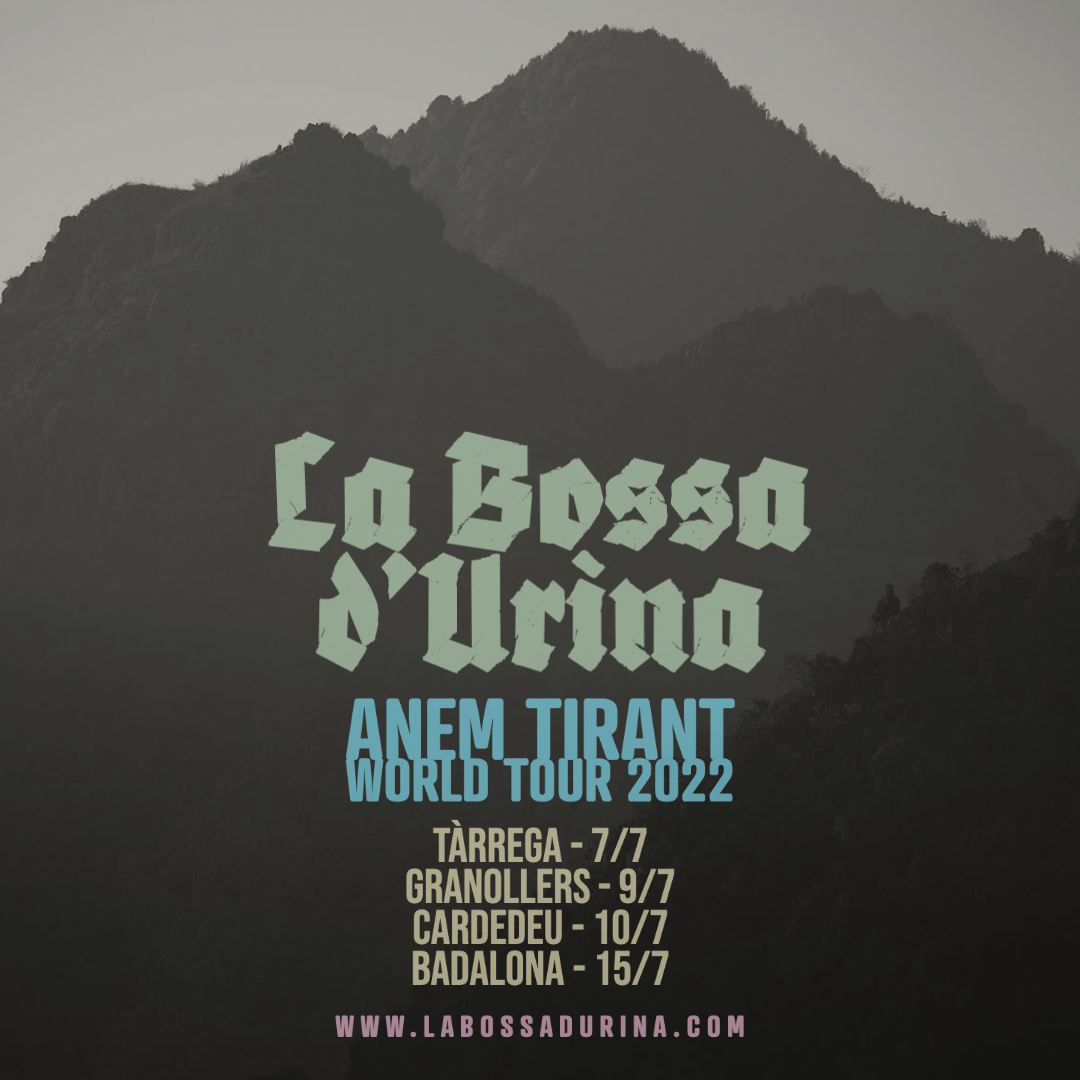 La Bossa
d'Urina
ANEM TIRANT
WORLD TOUR 2022
TÀRREGA - 7/7
GRANOLLERS - 9/7
CARDEDEU - 10/7
BADALONA - 15/7
WWW.LABOSSADURINA.COM